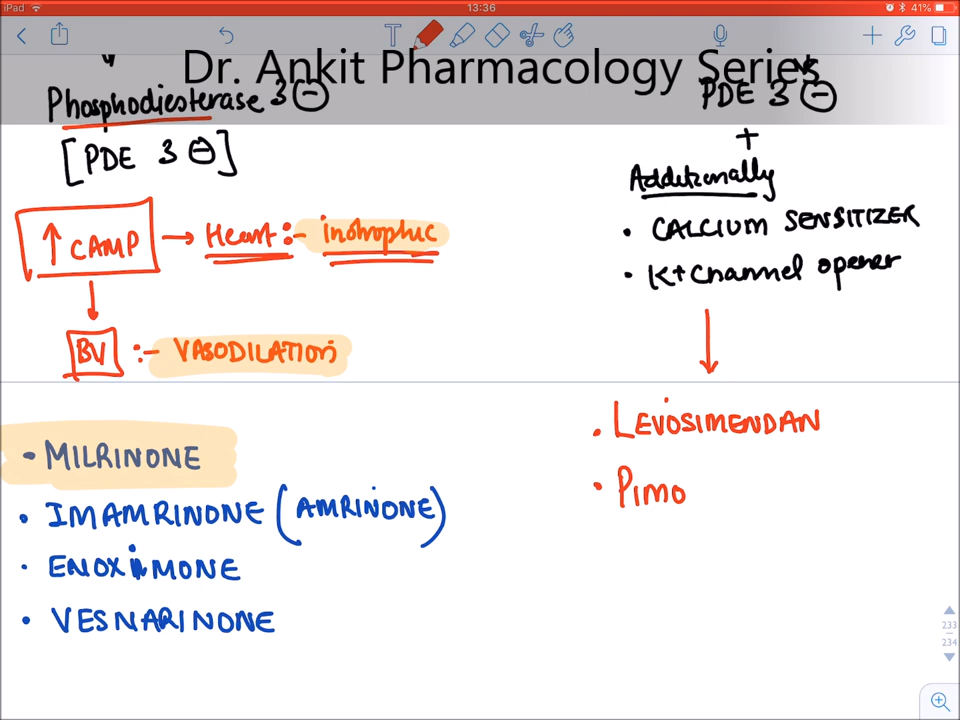 iPad 13:36 41%
Dr. Ankit Pharmacology Series
Phosphodiesterase 3 ⊖
[PDE 3 ⊖]
↑ CAMP → Heart :- inotrophic
BV :- VASODILATION
• MILRINONE
• IMAMRINONE (AMRINONE)
• ENOXIMONE
• VESNARINONE
PDE 3 ⊖
+
Additionally
• CALCIUM SENSITIZER
• K+ Channel opener
• LEVOSIMENDAN
• PIMO
233
234